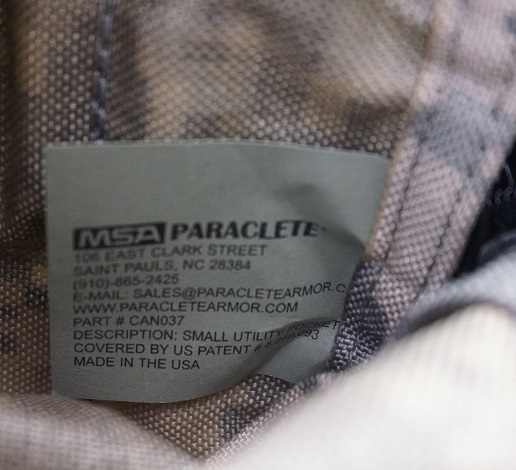 MSA PARACLETE
106 EAST CLARK STREET
SAINT PAULS, NC 28384
(910)-865-2425
E-MAIL: SALES@PARACLETEARMOR.C
WWW.PARACLETEARMOR.COM
PART # CAN037
DESCRIPTION: SMALL UTILITY POCKET
COVERED BY US PATENT #
MADE IN THE USA